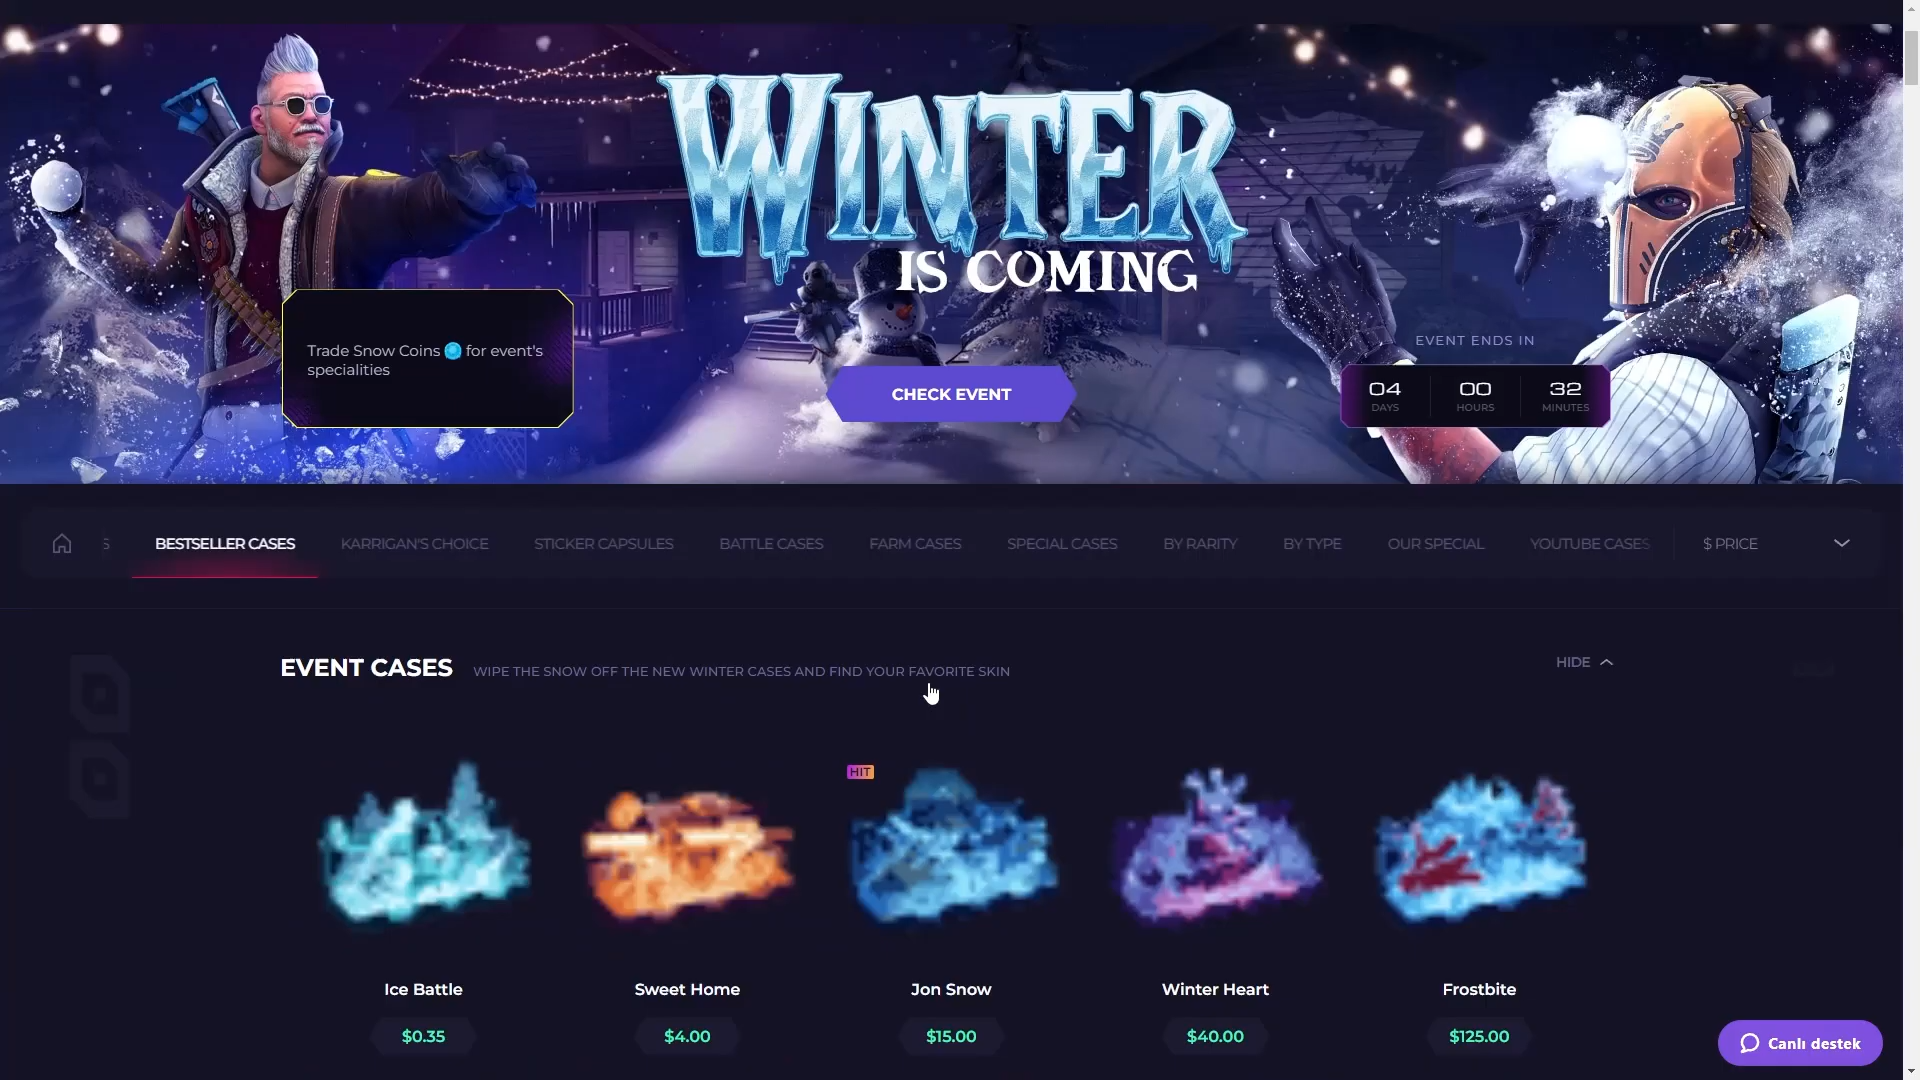 WINTER
IS COMING
Trade Snow Coins for event's
specialities
CHECK EVENT
EVENT ENDS IN
04 00 32
DAYS HOURS MINUTES
S BESTSELLER CASES KARRIGAN'S CHOICE STICKER CAPSULES BATTLE CASES FARM CASES SPECIAL CASES BY RARITY BY TYPE OUR SPECIAL YOUTUBE CASES $ PRICE
EVENT CASES WIPE THE SNOW OFF THE NEW WINTER CASES AND FIND YOUR FAVORITE SKIN HIDE
HIT
Ice Battle Sweet Home Jon Snow Winter Heart Frostbite
$0.35 $4.00 $15.00 $40.00 $125.00
Canlı destek